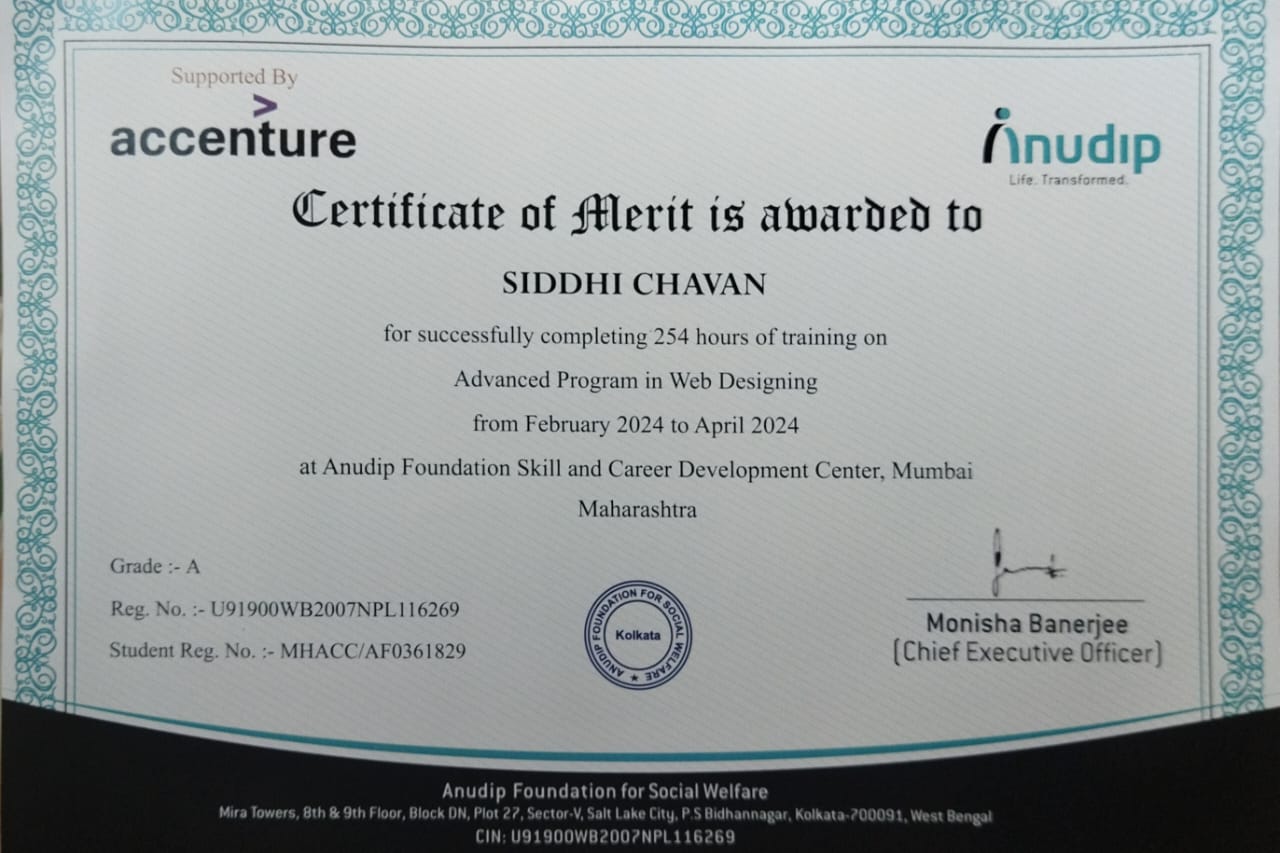 Supported By
accenture
Anudip
Life. Transformed.
Certificate of Merit is awarded to
SIDDHI CHAVAN
for successfully completing 254 hours of training on
Advanced Program in Web Designing
from February 2024 to April 2024
at Anudip Foundation Skill and Career Development Center, Mumbai
Maharashtra
Grade :- A
Reg. No. :- U91900WB2007NPL116269
Student Reg. No. :- MHACC/AF0361829
ANUDIP FOUNDATION FOR SOCIAL WELFARE
Kolkata
Monisha Banerjee
(Chief Executive Officer)
Anudip Foundation for Social Welfare
Mira Towers, 8th & 9th Floor, Block DN, Plot 27, Sector-V, Salt Lake City, P.S Bidhannagar, Kolkata-700091, West Bengal
CIN: U91900WB2007NPL116269